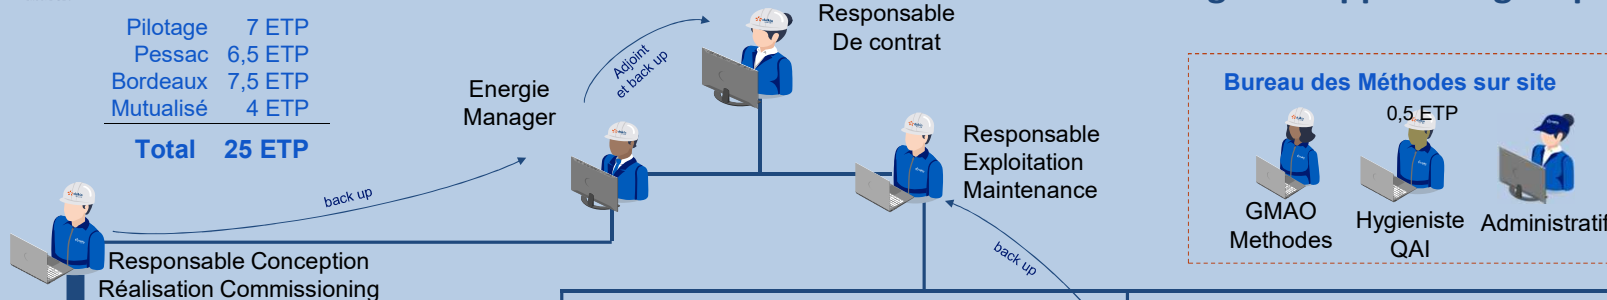 Pilotage 7 ETP
Pessac 6,5 ETP
Bordeaux 7,5 ETP
Mutualisé 4 ETP
Total 25 ETP
Responsable
De contrat
Adjoint
et back up
Energie
Manager
back up
Responsable
Exploitation
Maintenance
back up
Responsable Conception
Réalisation Commissioning
Bureau des Méthodes sur site
0,5 ETP
GMAO
Methodes
Hygieniste
QAI
Administratif